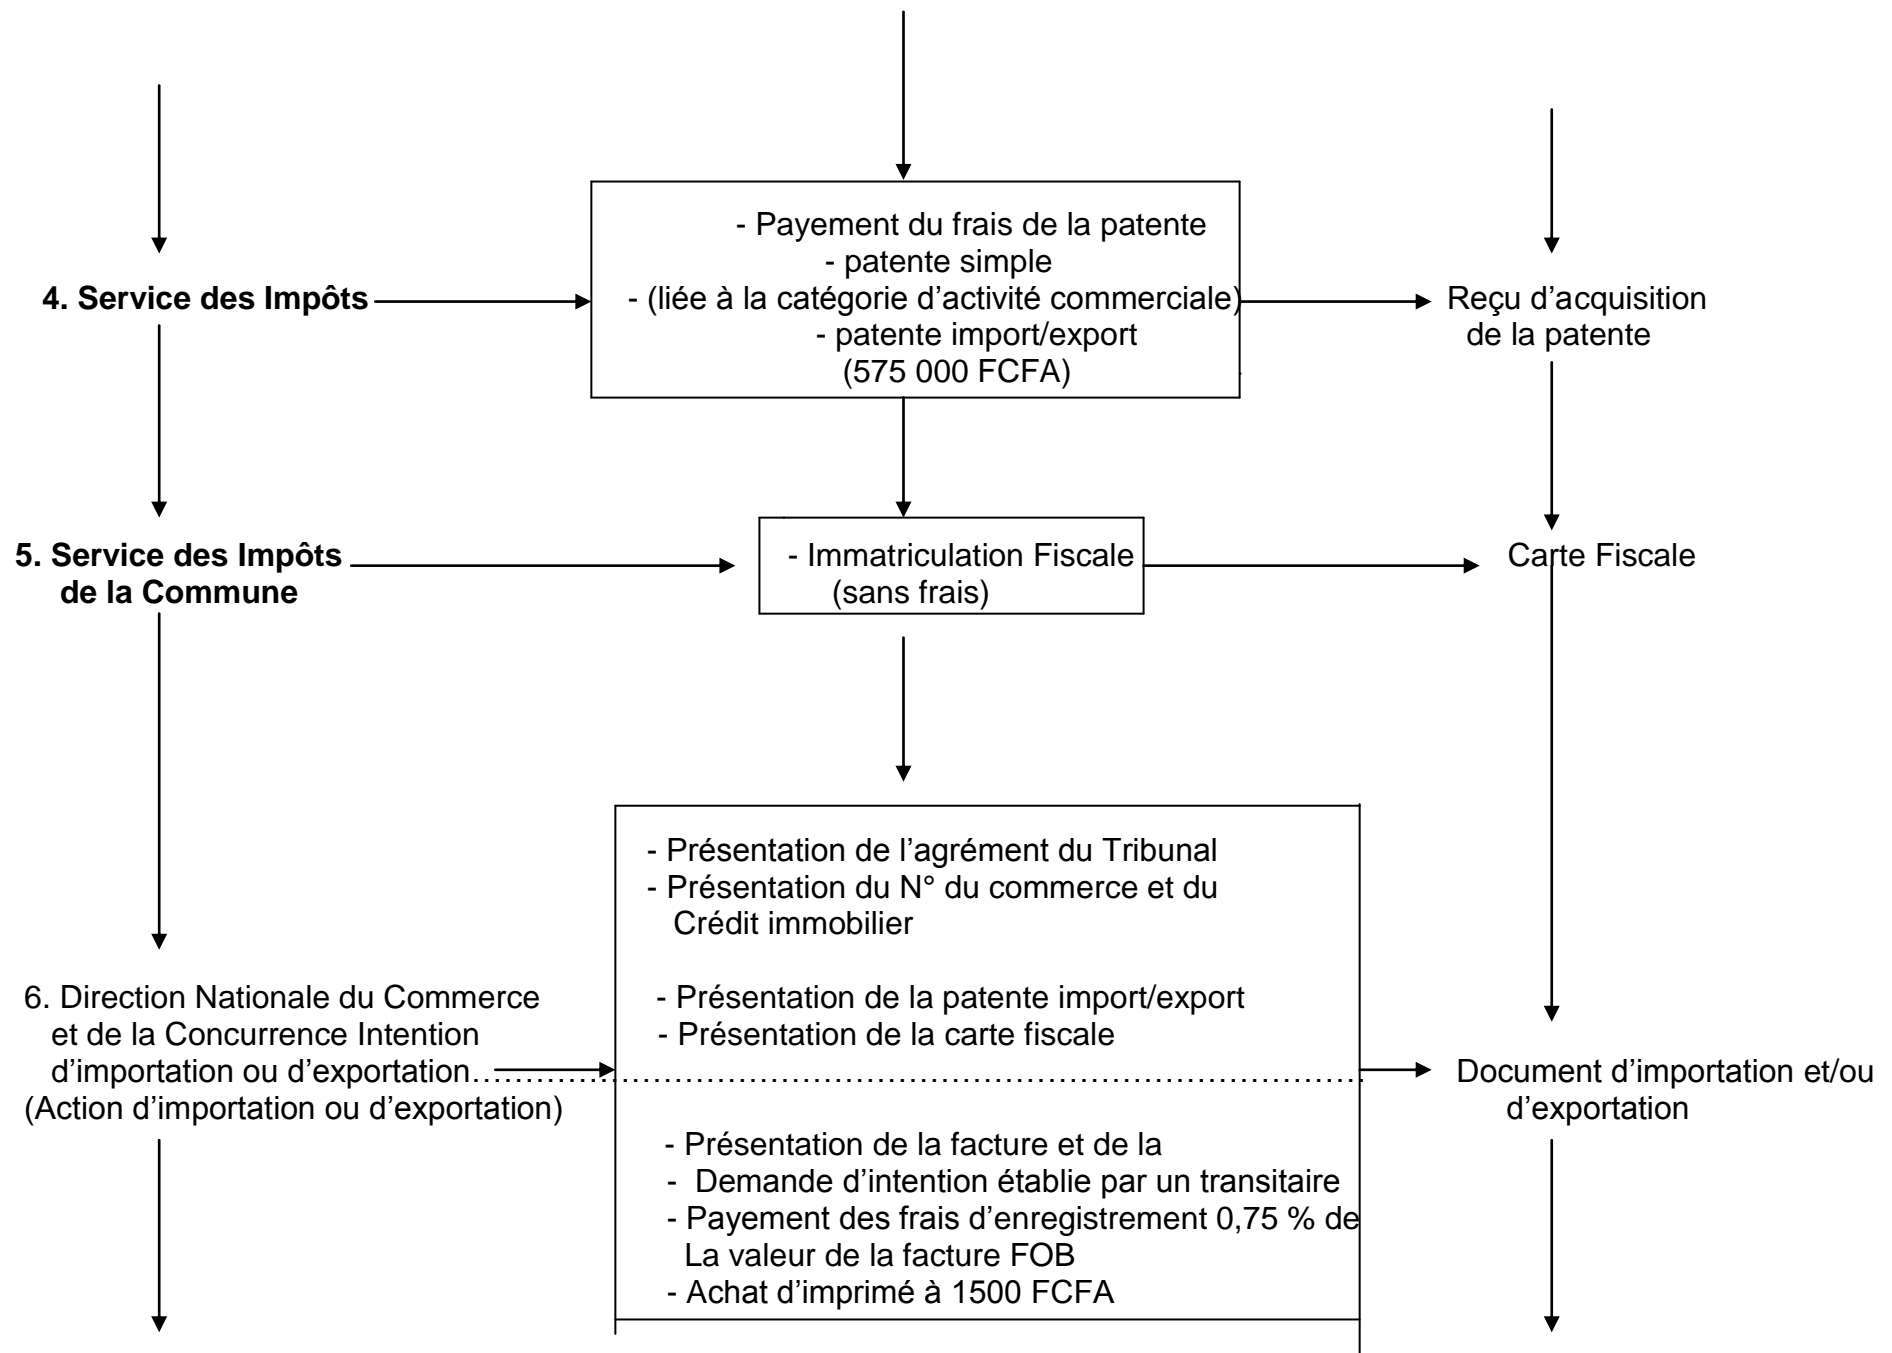 - Payement du frais de la patente
- patente simple
4. Service des Impôts
- (liée à la catégorie d’activité commerciale)
- patente import/export
(575 000 FCFA)
Reçu d’acquisition
de la patente
5. Service des Impôts
de la Commune
- Immatriculation Fiscale
(sans frais)
Carte Fiscale
6. Direction Nationale du Commerce
et de la Concurrence Intention
d’importation ou d’exportation
(Action d’importation ou d’exportation)
- Présentation de l’agrément du Tribunal
- Présentation du N° du commerce et du
Crédit immobilier
- Présentation de la patente import/export
- Présentation de la carte fiscale
- Présentation de la facture et de la
- Demande d’intention établie par un transitaire
- Payement des frais d’enregistrement 0,75 % de
La valeur de la facture FOB
- Achat d’imprimé à 1500 FCFA
Document d’importation et/ou
d’exportation